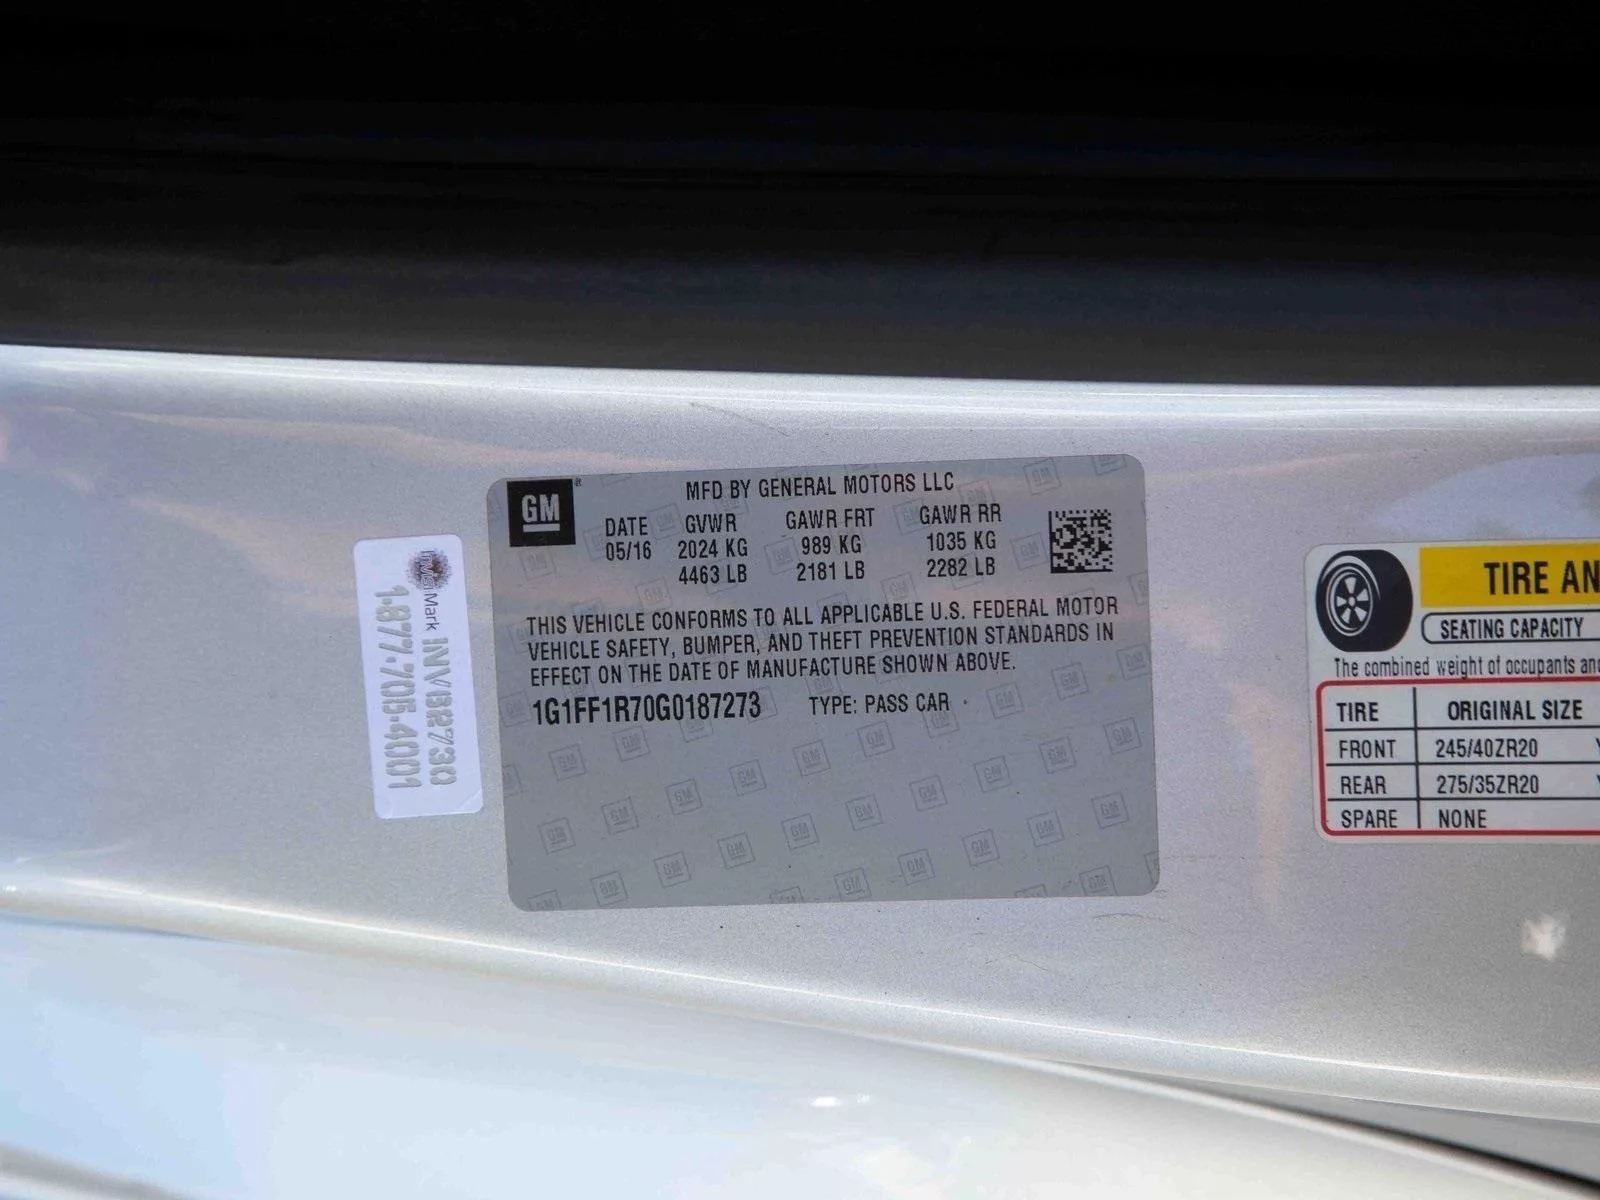 GM
MFD BY GENERAL MOTORS LLC
DATE GVWR GAWR FRT GAWR RR
05/16 2024 KG 989 KG 1035 KG
4463 LB 2181 LB 2282 LB
THIS VEHICLE CONFORMS TO ALL APPLICABLE U.S. FEDERAL MOTOR
VEHICLE SAFETY, BUMPER, AND THEFT PREVENTION STANDARDS IN
EFFECT ON THE DATE OF MANUFACTURE SHOWN ABOVE.
1G1FF1R70G0187273 TYPE: PASS CAR
InVisiMark INVB2730
1-877-705-4001
TIRE AN
SEATING CAPACITY
The combined weight of occupants and
TIRE ORIGINAL SIZE
FRONT 245/40ZR20
REAR 275/35ZR20
SPARE NONE